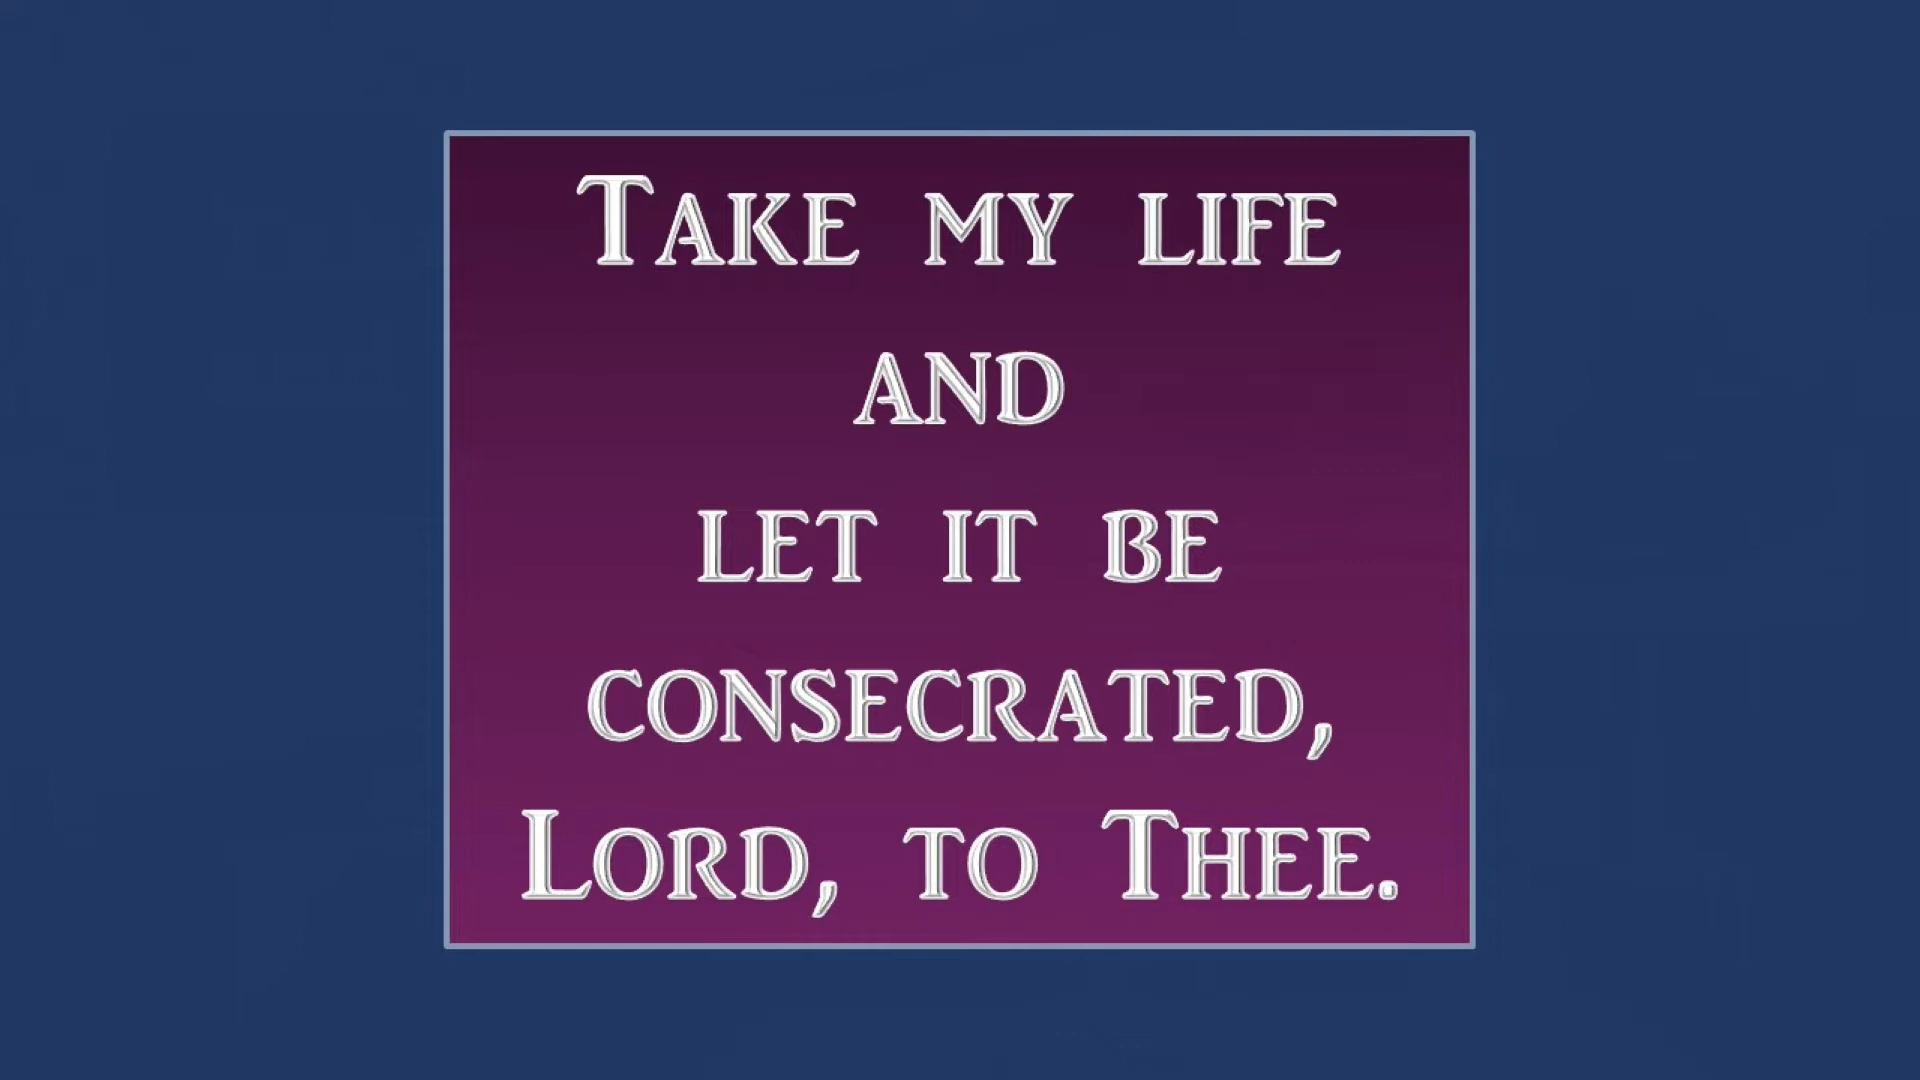 Take my life
and
let it be
consecrated,
Lord, to Thee.